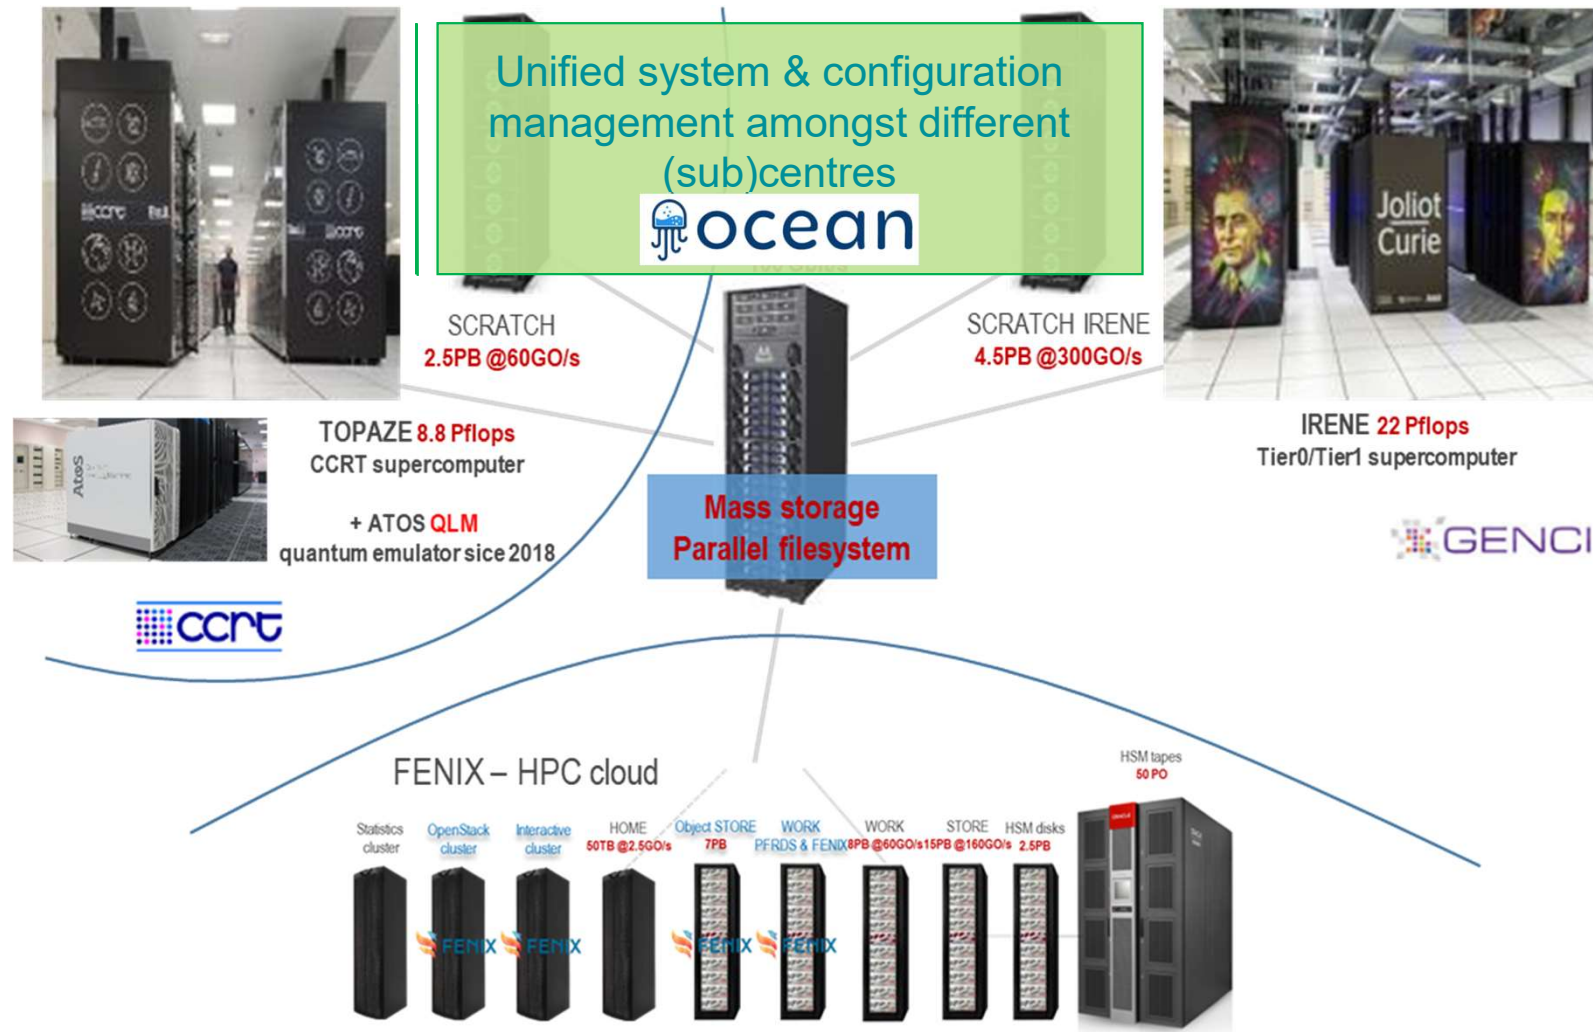 Unified system & configuration
management amongst different
(sub)centres
ocean
SCRATCH
2.5PB @60GO/s
SCRATCH IRENE
4.5PB @300GO/s
Joliot
Curie
ccrt
ccrt
Atos
TOPAZE 8.8 Pflops
CCRT supercomputer
+ ATOS QLM
quantum emulator sice 2018
ccrt
IRENE 22 Pflops
Tier0/Tier1 supercomputer
GENCI
Mass storage
Parallel filesystem
FENIX – HPC cloud
HSM tapes
50 PO
Statistics
cluster
OpenStack
cluster
Interactive
cluster
HOME
50TB @2.5GO/s
Object STORE
7PB
WORK
PFRDS & FENIX
WORK
8PB @60GO/s
STORE
15PB @160GO/s
HSM disks
2.5PB
ORACLE
FENIX
FENIX
FENIX
FENIX